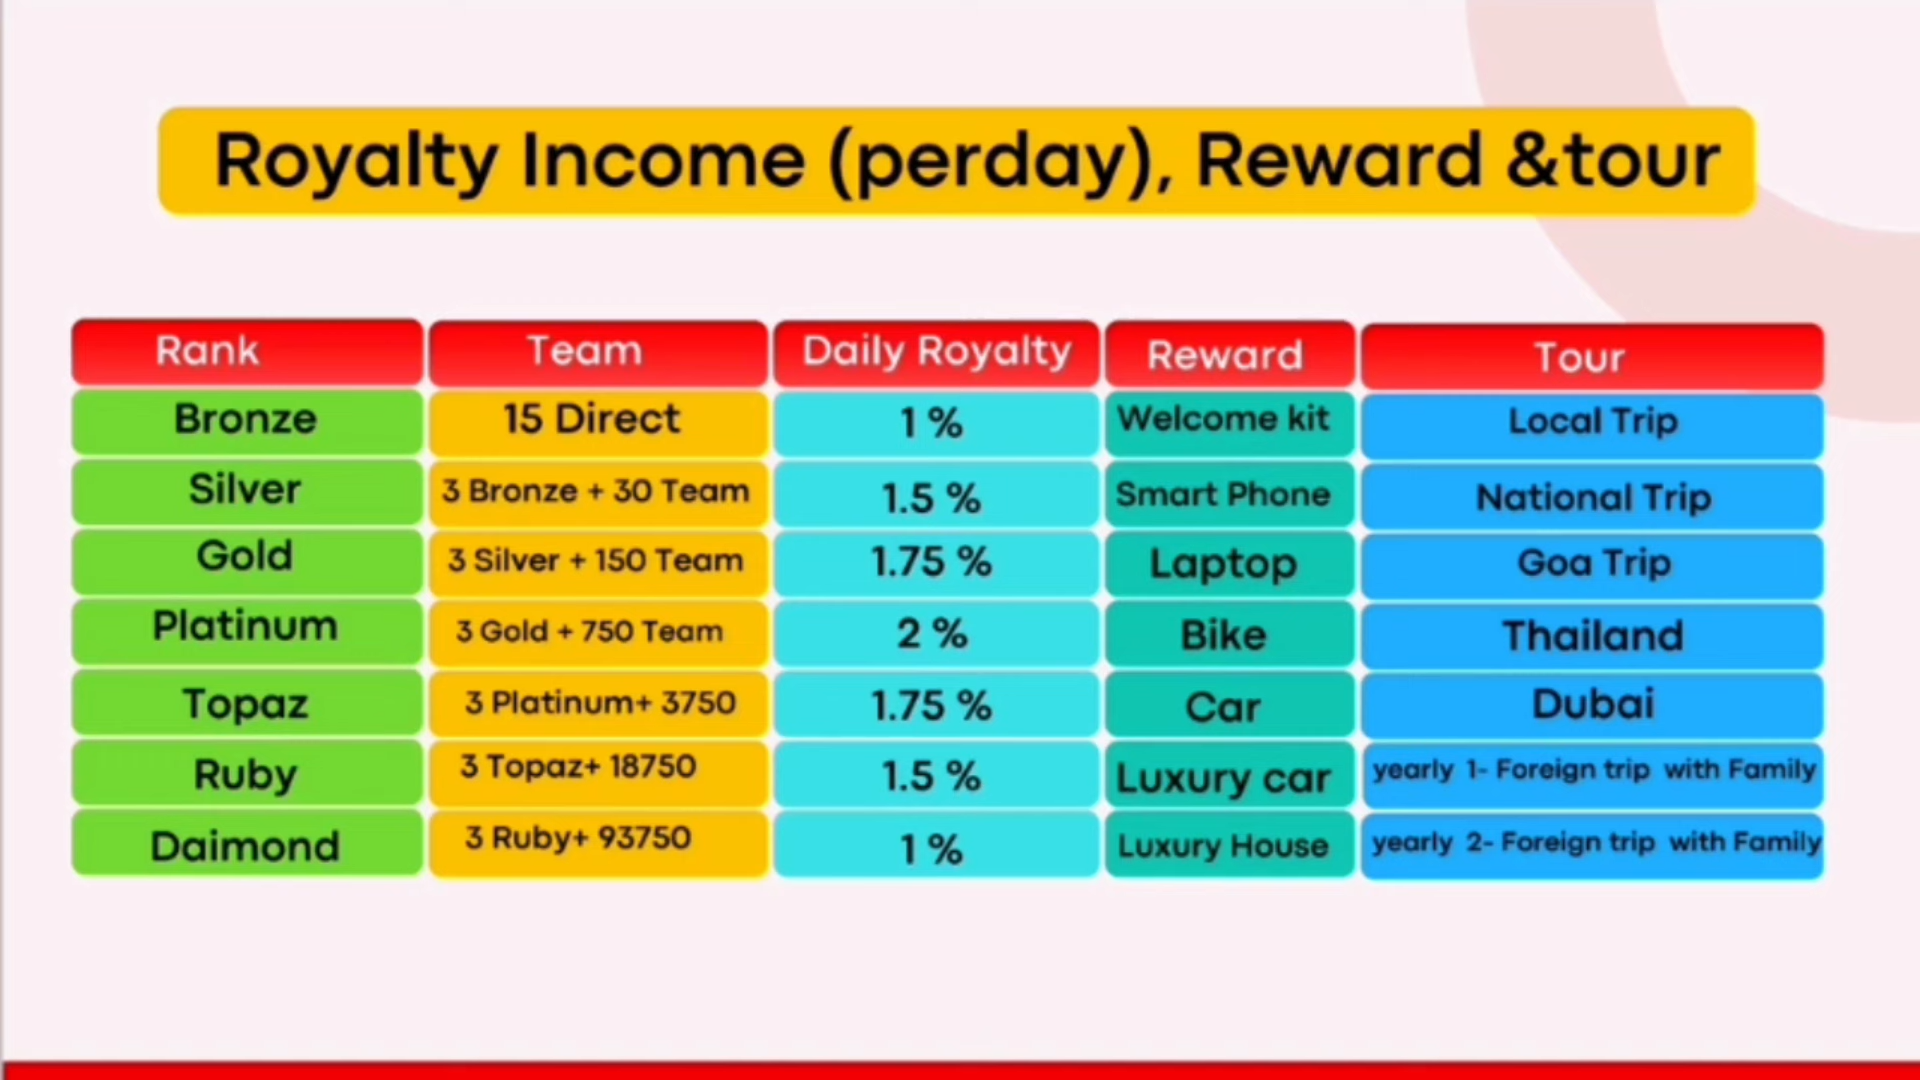 Royalty Income (perday), Reward &tour
Rank Team Daily Royalty Reward Tour
Bronze 15 Direct 1 % Welcome kit Local Trip
Silver 3 Bronze + 30 Team 1.5 % Smart Phone National Trip
Gold 3 Silver + 150 Team 1.75 % Laptop Goa Trip
Platinum 3 Gold + 750 Team 2 % Bike Thailand
Topaz 3 Platinum+ 3750 1.75 % Car Dubai
Ruby 3 Topaz+ 18750 1.5 % Luxury car yearly 1- Foreign trip with Family
Daimond 3 Ruby+ 93750 1 % Luxury House yearly 2- Foreign trip with Family